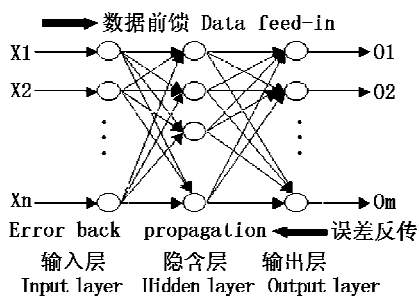 数据前馈 Data feed-in
X1 O1
X2 O2
Xn Om
Error back propagation 误差反传
输入层 隐含层 输出层
Input layer Hidden layer Output layer